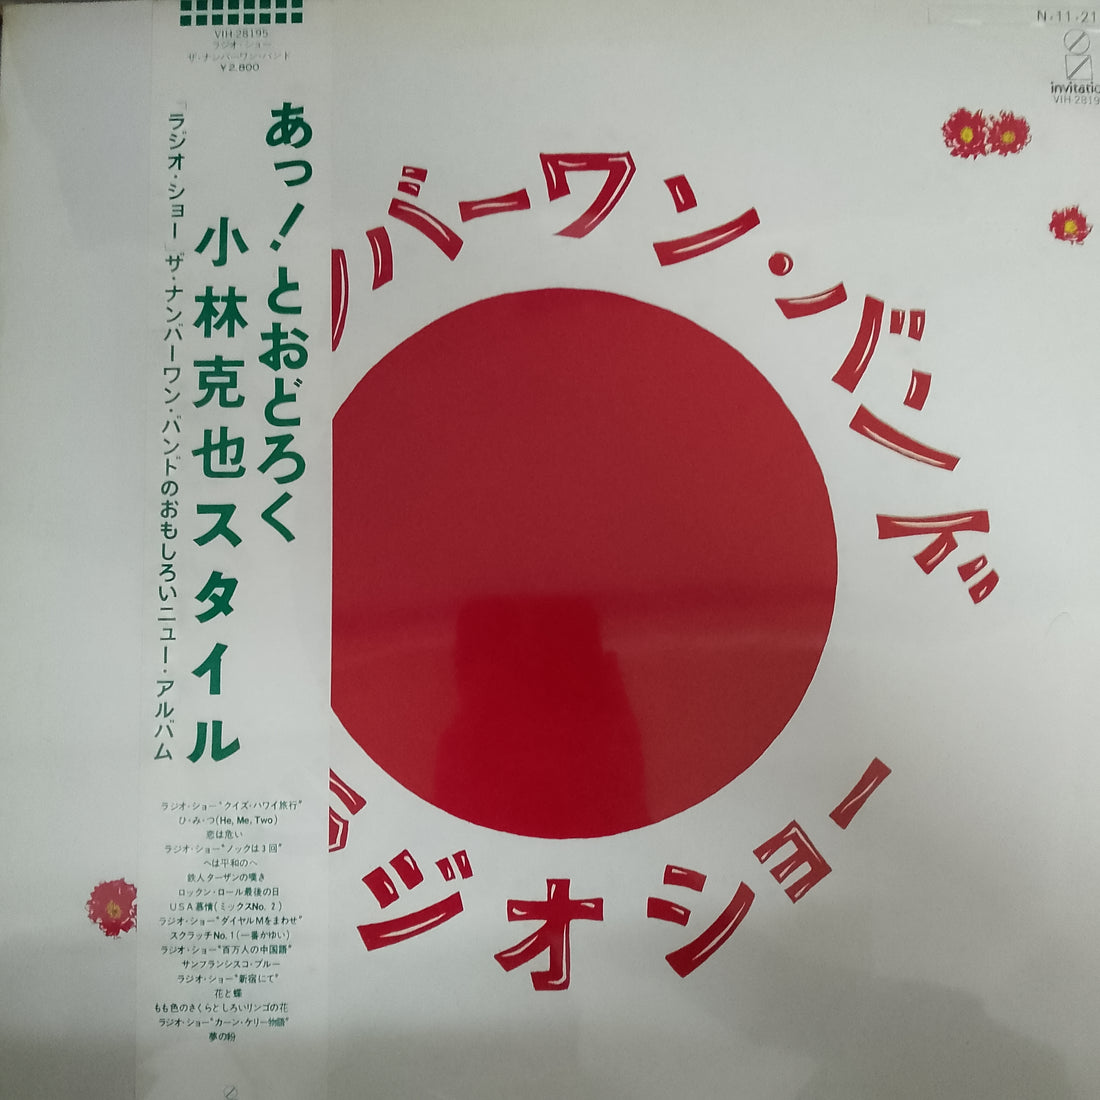 VIH-28195
ラジオ・ショー
ザ・ナンバーワン・バンド
￥2,800
あっ！とおどろく
小林克也スタイル
「ラジオ・ショー」ザ・ナンバーワン・バンドのおもしろいニュー・アルバム
ラジオ・ショー"クイズ・ハワイ旅行"
ひ・み・つ(He, Me, Two)
恋は危い
ラジオ・ショー"ノックは3回"
へは平和のへ
鉄人ターザンの嘆き
ロックン・ロール最後の日
USA慕情(ミックスNo. 2)
ラジオ・ショー"ダイヤルMをまわせ"
スクラッチNo.1(一番かゆい)
ラジオ・ショー"百万人の中国語"
サンフランシスコ・ブルー
ラジオ・ショー"新宿にて"
花と蝶
もも色のさくらとしろいリンゴの花
ラジオ・ショー"カーン・ケリー物語"
夢の粉
ンバーワン・バンド
ラジオショー
N・11・21
invitatio
VIH 2819